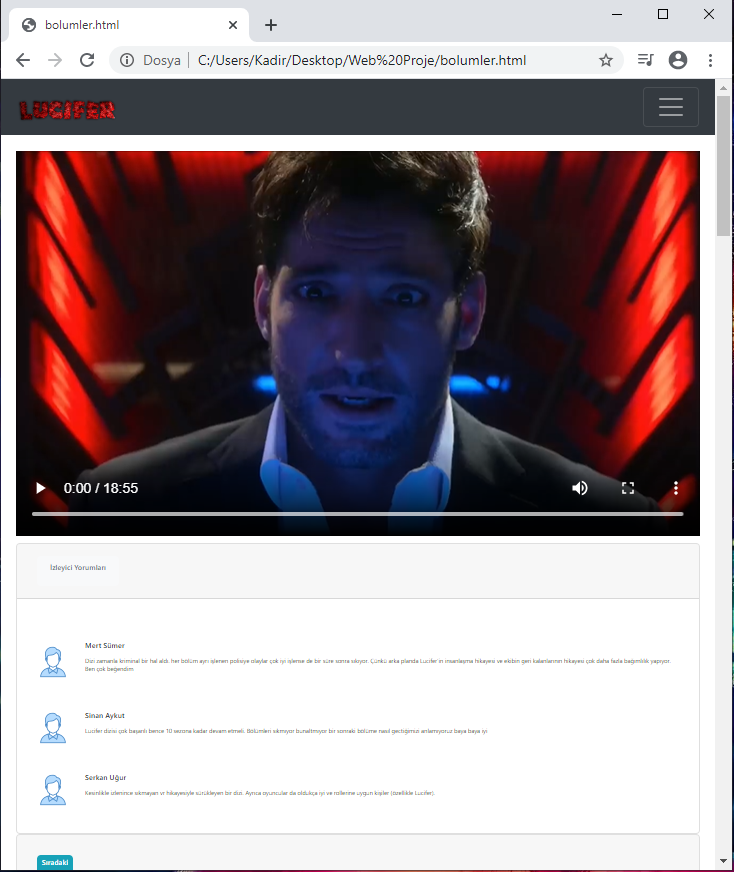 bolumler.html
Dosya
C:/Users/Kadir/Desktop/Web%20Proje/bolumler.html
LUCIFER
0:00 / 18:55
İzleyici Yorumları
Mert Sümer
Dizi zamanla kriminal bir hal aldı. her bölüm ayrı işlenen polisiye olaylar çok iyi işlense de bir süre sonra sıkıyor. Çünkü arka planda Lucifer'in insanlaşma hikayesi ve ekibin geri kalanlarının hikayesi çok daha fazla bağımlılık yapıyor.
Ben çok beğendim
Sinan Aykut
Lucifer dizisi çok başarılı bence 10 sezona kadar devam etmeli. Bölümleri sıkmıyor bunaltmıyor bir sonraki bölüme nasıl geçtiğimizi anlamıyoruz baya baya iyi
Serkan Uğur
Kesinlikle izlenince sıkmayan vr hikayesiyle sürükleyen bir dizi. Ayrıca oyuncular da oldukça iyi ve rollerine uygun kişiler (özellikle Lucifer).
Sıradaki